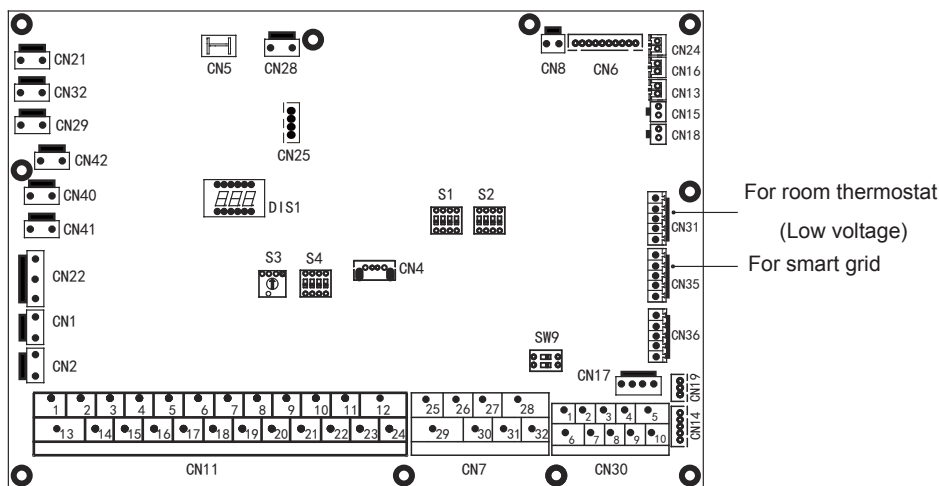 CN21
CN5
CN28
CN8
CN6
CN24
CN16
CN13
CN15
CN18
CN32
CN29
CN42
CN25
CN40
CN41
888
DIS1
S1 S2
CN31
For room thermostat
(Low voltage)
For smart grid
CN22
S3 S4
CN4
CN35
CN1
CN2
SW9
CN36
CN17
CN19
CN14
1 2 3 4 5 6 7 8 9 10 11 12
13 14 15 16 17 18 19 20 21 22 23 24
CN11
25 26 27 28
29 30 31 32
CN7
1 2 3 4 5
6 7 8 9 10
CN30